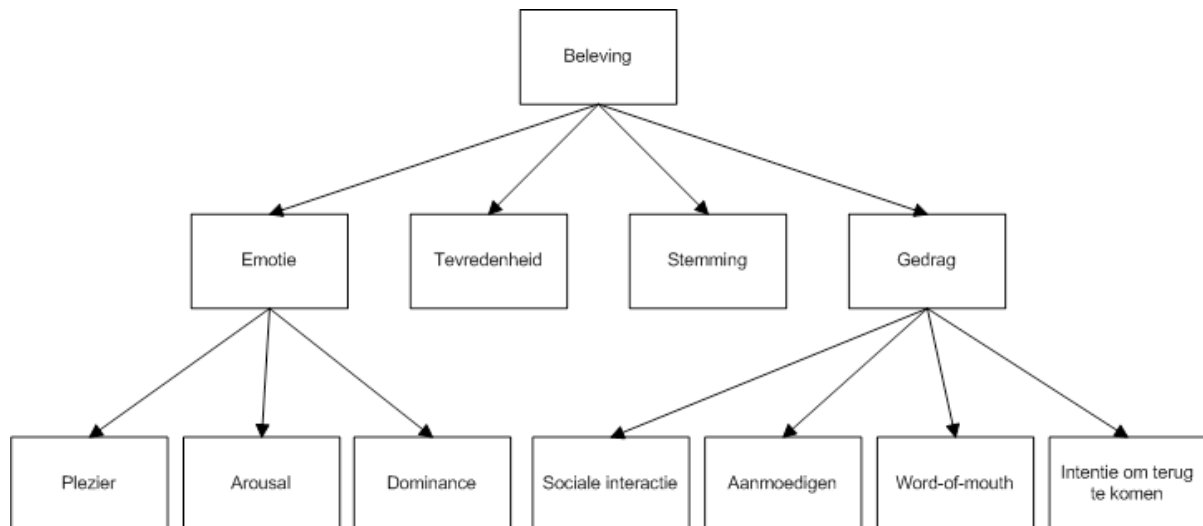 Beleving
Emotie
Tevredenheid
Stemming
Gedrag
Plezier
Arousal
Dominance
Sociale interactie
Aanmoedigen
Word-of-mouth
Intentie om terug
te komen